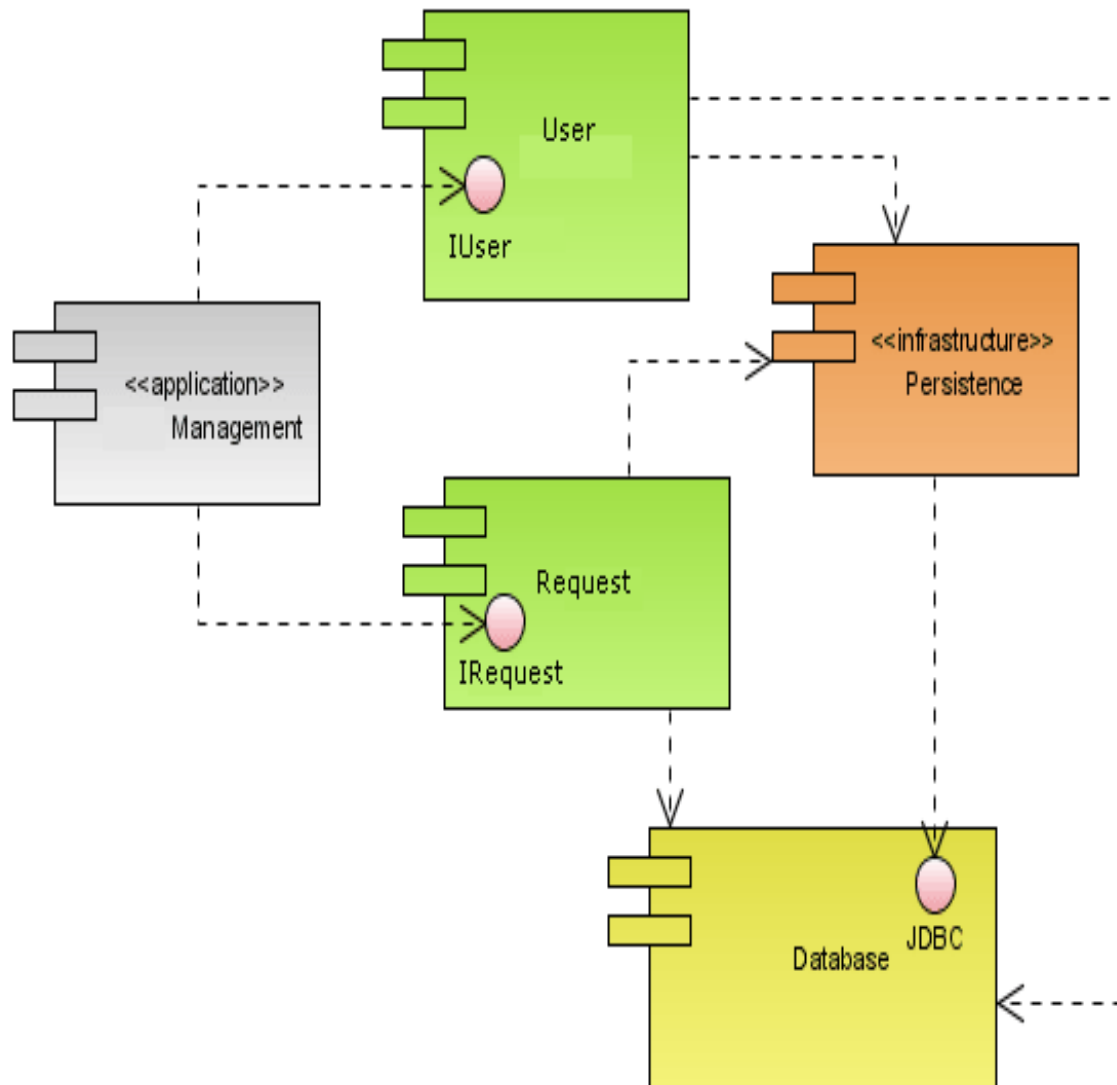 User
IUser
<<application>>
Management
<<infrastructure>>
Persistence
Request
IRequest
JDBC
Database